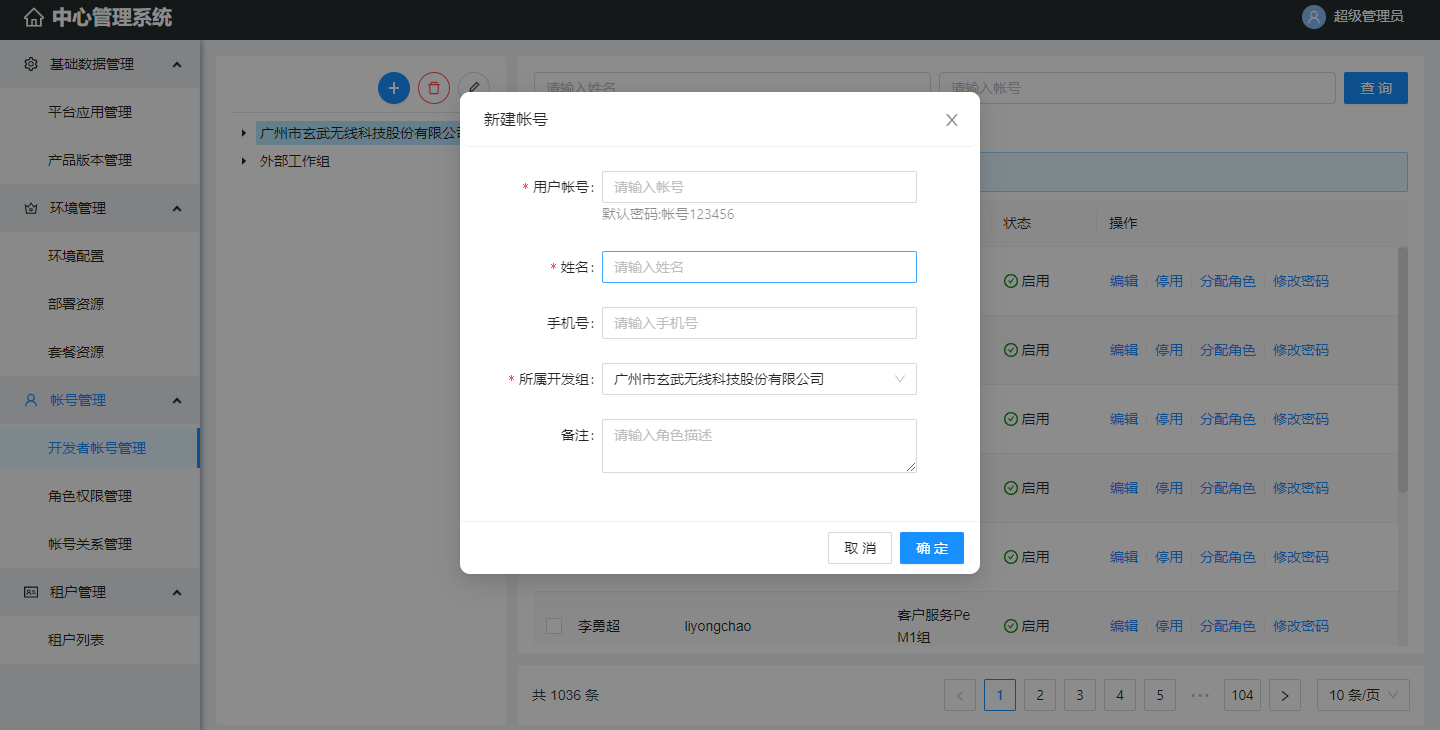 中心管理系统
超级管理员
基础数据管理
平台应用管理
产品版本管理
环境管理
环境配置
部署资源
套餐资源
帐号管理
开发者帐号管理
角色权限管理
帐号关系管理
租户管理
租户列表
广州市玄武无线科技股份有限公司
外部工作组
请输入姓名
请输入帐号
查 询
新建帐号
* 用户帐号:
请输入帐号
默认密码:帐号123456
* 姓名:
请输入姓名
手机号:
请输入手机号
* 所属开发组:
广州市玄武无线科技股份有限公司
备注:
请输入角色描述
取 消
确 定
状态 操作
启用 编辑 停用 分配角色 修改密码
启用 编辑 停用 分配角色 修改密码
启用 编辑 停用 分配角色 修改密码
启用 编辑 停用 分配角色 修改密码
启用 编辑 停用 分配角色 修改密码
李勇超 liyongchao 客户服务Pe
M1组
启用 编辑 停用 分配角色 修改密码
共 1036 条
< 1 2 3 4 5 ••• 104 > 10 条/页